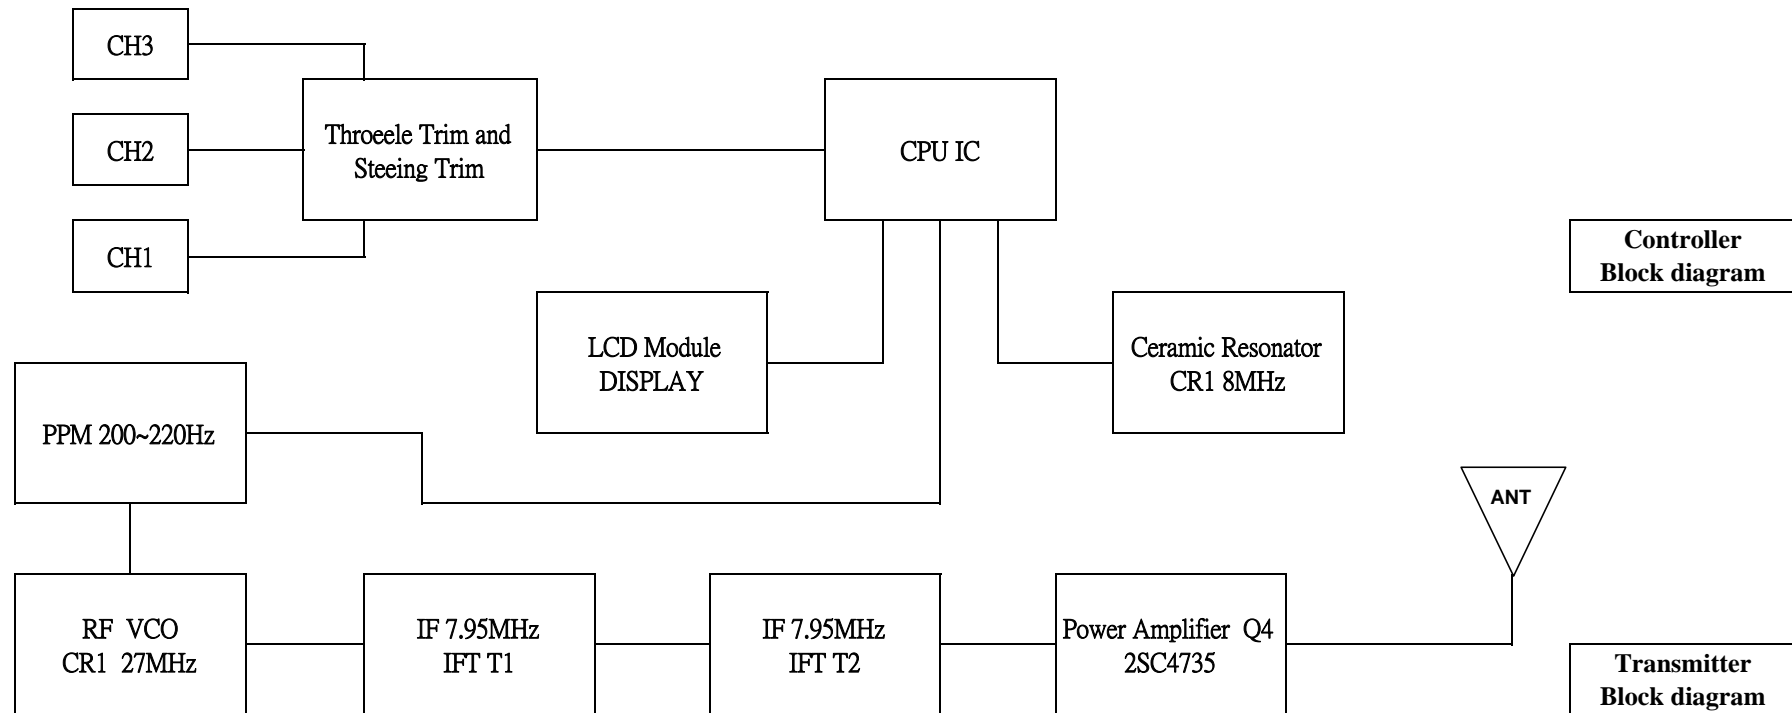 CH3
Throeele Trim and
Steeing Trim
CPU IC
CH2
CH1
Controller
Block diagram
LCD Module
DISPLAY
Ceramic Resonator
CR1 8MHz
PPM 200~220Hz
ANT
RF  VCO
CR1  27MHz
IF 7.95MHz
IFT T1
IF 7.95MHz
IFT T2
Power Amplifier  Q4
2SC4735
Transmitter
Block diagram